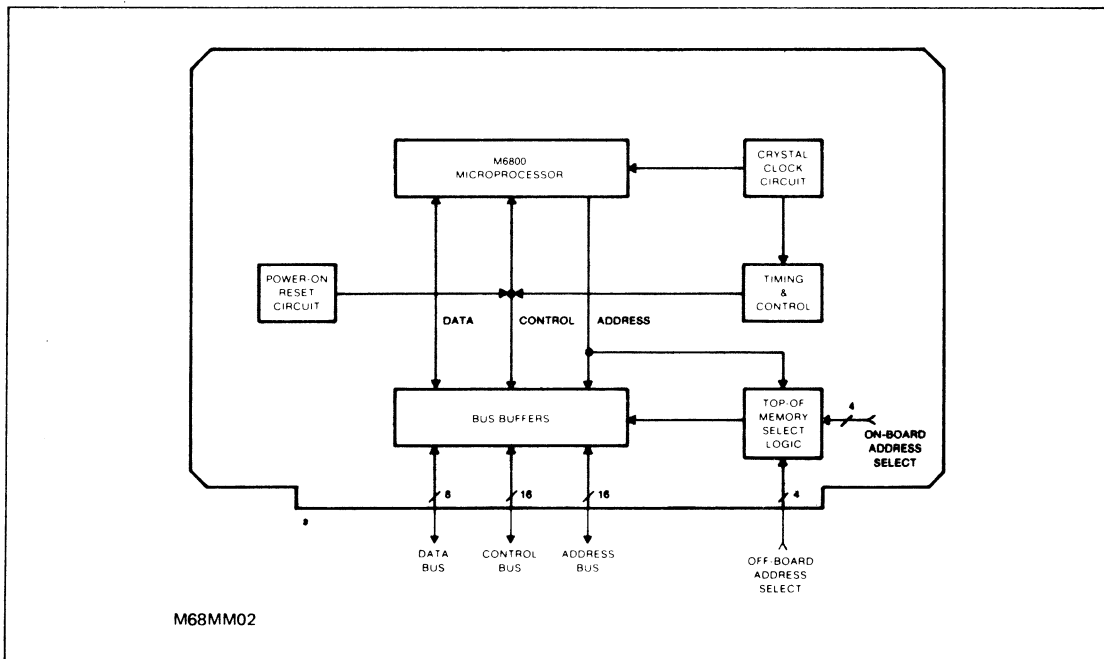 M6800
MICROPROCESSOR
CRYSTAL
CLOCK
CIRCUIT
POWER-ON
RESET
CIRCUIT
TIMING
&
CONTROL
DATA
CONTROL
ADDRESS
BUS BUFFERS
TOP-OF
MEMORY
SELECT
LOGIC
4
ON-BOARD
ADDRESS
SELECT
8
16
16
4
DATA
BUS
CONTROL
BUS
ADDRESS
BUS
OFF-BOARD
ADDRESS
SELECT
M68MM02